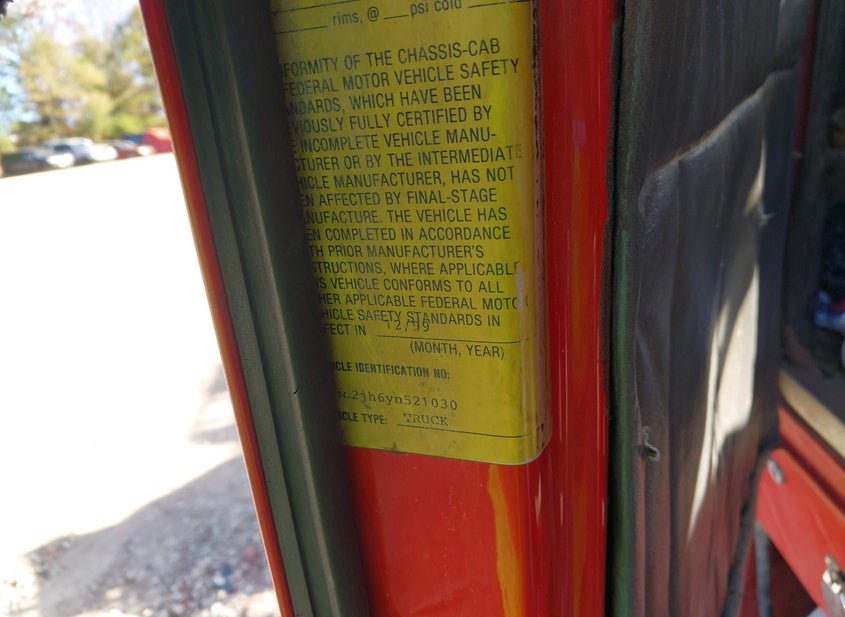 rims, @ ___ psi cold ___
FORMITY OF THE CHASSIS-CAB
FEDERAL MOTOR VEHICLE SAFETY
NDARDS, WHICH HAVE BEEN
VIOUSLY FULLY CERTIFIED BY
E INCOMPLETE VEHICLE MANU-
CTURER OR BY THE INTERMEDIATE
HICLE MANUFACTURER, HAS NOT
EN AFFECTED BY FINAL-STAGE
NUFACTURE. THE VEHICLE HAS
EN COMPLETED IN ACCORDANCE
TH PRIOR MANUFACTURER'S
STRUCTIONS, WHERE APPLICABLE
IS VEHICLE CONFORMS TO ALL
HER APPLICABLE FEDERAL MOTO
HICLE SAFETY STANDARDS IN
FECT IN 12/99
(MONTH, YEAR)
ICLE IDENTIFICATION NO:
c2jh6yn521030
ICLE TYPE: TRUCK